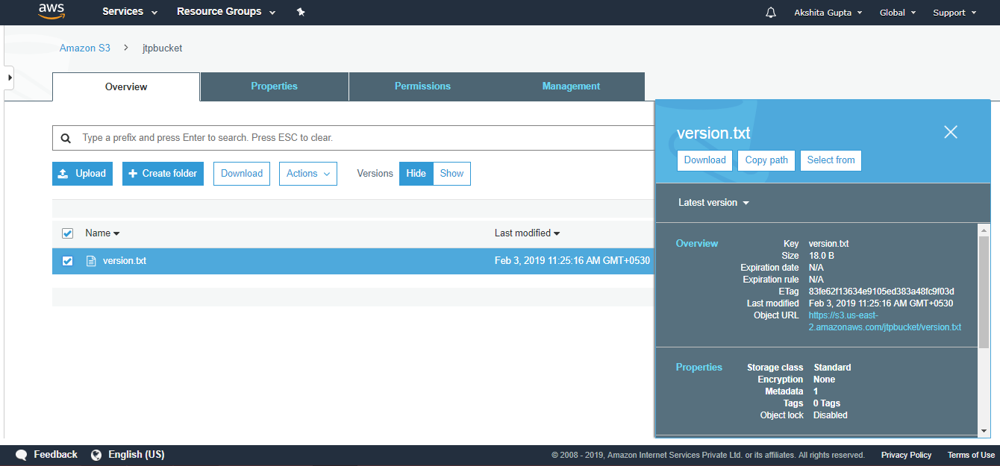 aws Services Resource Groups Akshita Gupta Global Support
Amazon S3 > jtpbucket
Overview Properties Permissions Management
Type a prefix and press Enter to search. Press ESC to clear.
Upload Create folder Download Actions Versions Hide Show
Name Last modified
version.txt Feb 3, 2019 11:25:16 AM GMT+0530
version.txt
Download Copy path Select from
Latest version
Overview Key version.txt
Size 18.0 B
Expiration date N/A
Expiration rule N/A
ETag 83fe62f13634e9105ed383a48fc9f03d
Last modified Feb 3, 2019 11:25:16 AM GMT+0530
Object URL https://s3.us-east-
2.amazonaws.com/jtpbucket/version.txt
Properties Storage class Standard
Encryption None
Metadata 1
Tags 0 Tags
Object lock Disabled
Feedback English (US) © 2008 - 2019, Amazon Internet Services Private Ltd. or its affiliates. All rights reserved. Privacy Policy Terms of Use